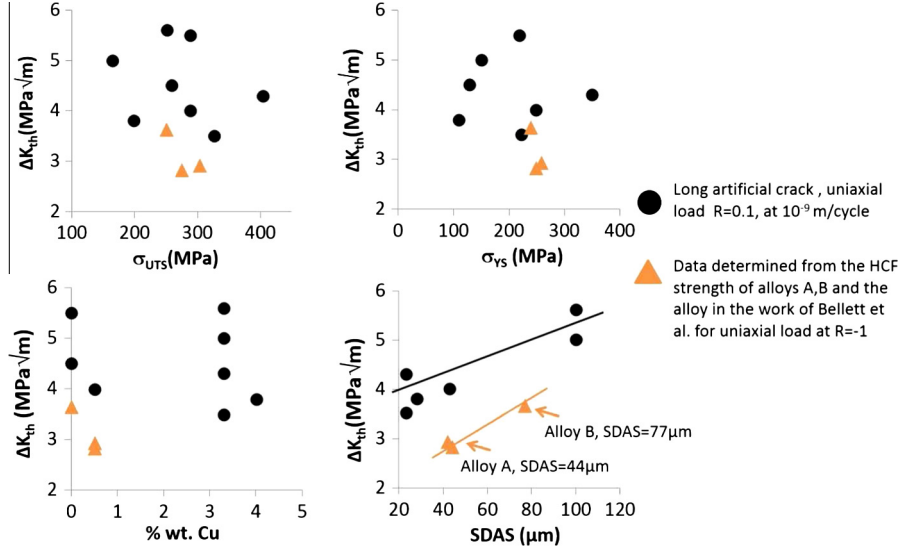 6
5
4
3
2
ΔKth(MPa√m)
100 200 300 400
σUTS(MPa)
6
5
4
3
2
ΔKth(MPa√m)
0 100 200 300 400
σYS(MPa)
Long artificial crack , uniaxial
load R=0.1, at 10⁻⁹ m/cycle
Data determined from the HCF
strength of alloys A,B and the
alloy in the work of Bellett et
al. for uniaxial load at R=-1
6
5
4
3
2
ΔKth(MPa√m)
0 1 2 3 4 5
% wt. Cu
6
5
4
3
2
ΔKth(MPa√m)
Alloy B, SDAS=77μm
Alloy A, SDAS=44μm
20 40 60 80 100 120
SDAS (μm)